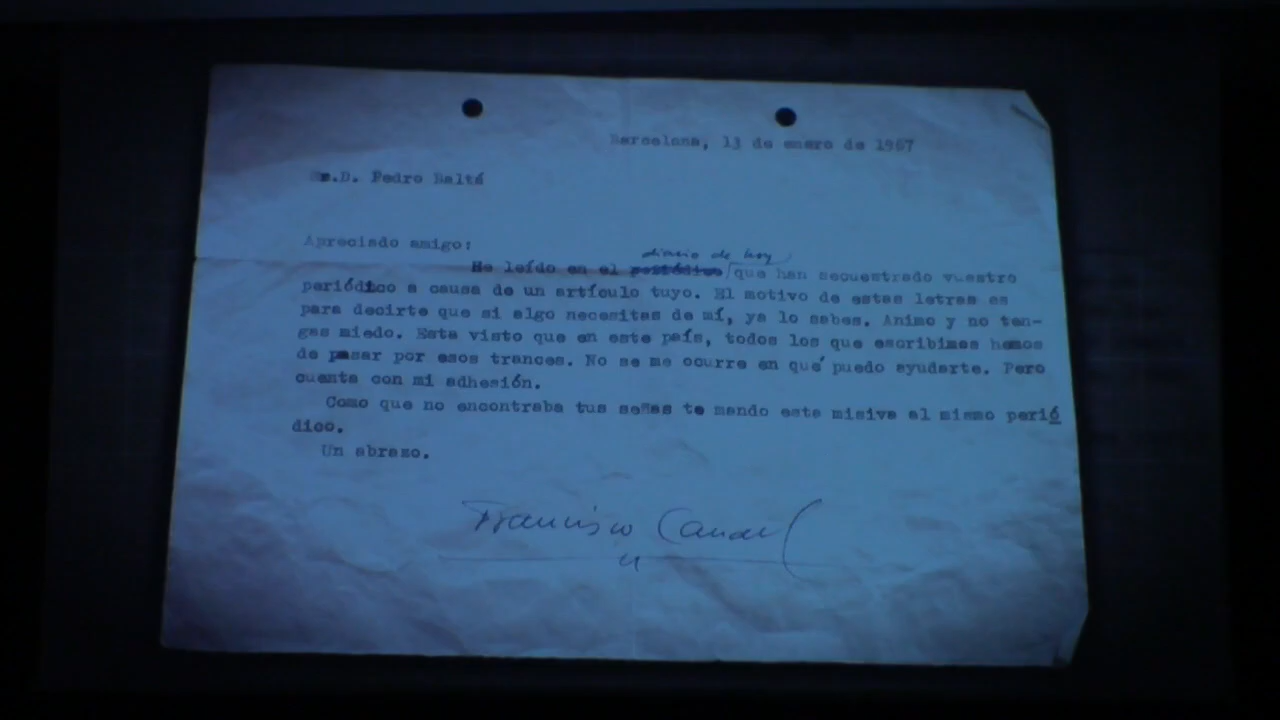 Barcelona, 13 de enero de 1967
Sr.D. Pedro Baltá
Apreciado amigo:
diario de hoy
He leído en el periódico que han secuestrado vuestro
periódico a causa de un artículo tuyo. El motivo de estas letras es
para decirte que si algo necesitas de mí, ya lo sabes. Animo y no ten-
gas miedo. Esta visto que en este país, todos los que escribimos hemos
de pasar por esos trances. No se me ocurre en qué puedo ayudarte. Pero
cuenta con mi adhesión.
Como que no encontraba tus señas te mando esta misiva al mismo perió
dico.
Un abrazo.
Francisco Candel